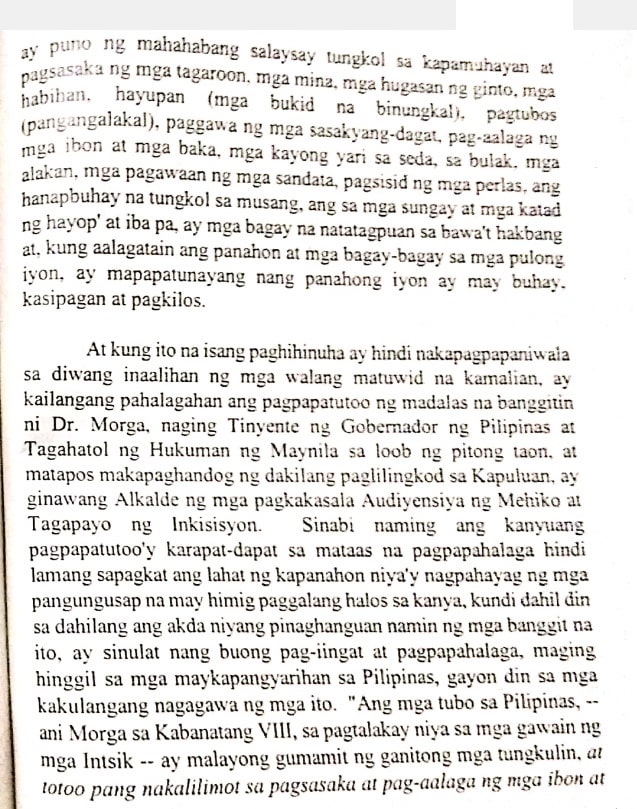 ay puno ng mahahabang salaysay tungkol sa kapamuhayan at
pagsasaka ng mga tagaroon, mga mina, mga hugasan ng ginto, mga
habihan, hayupan (mga bukid na binungkal), pagtubos
(pangangalakal), paggawa ng mga sasakyang-dagat, pag-aalaga ng
mga ibon at mga baka, mga kayong yari sa seda, sa bulak, mga
alakan, mga pagawaan ng mga sandata, pagsisid ng mga perlas, ang
hanapbuhay na tungkol sa musang, ang sa mga sungay at mga katad
ng hayop' at iba pa, ay mga bagay na natatagpuan sa bawa't hakbang
at, kung aalagatain ang panahon at mga bagay-bagay sa mga pulong
iyon, ay mapapatunayang nang panahong iyon ay may buhay,
kasipagan at pagkilos.
At kung ito na isang paghihinuha ay hindi nakapagpapaniwala
sa diwang inaalihan ng mga walang matuwid na kamalian, ay
kailangang pahalagahan ang pagpapatutoo ng madalas na banggitin
ni Dr. Morga, naging Tinyente ng Gobernador ng Pilipinas at
Tagahatol ng Hukuman ng Maynila sa loob ng pitong taon, at
matapos makapaghandog ng dakilang paglilingkod sa Kapuluan, ay
ginawang Alkalde ng mga pagkakasala Audiyensiya ng Mehiko at
Tagapayo ng Inkisisyon. Sinabi naming ang kanyuang
pagpapatutoo'y karapat-dapat sa mataas na pagpapahalaga hindi
lamang sapagkat ang lahat ng kapanahon niya'y nagpahayag ng mga
pangungusap na may himig paggalang halos sa kanya, kundi dahil din
sa dahilang ang akda niyang pinaghanguan namin ng mga banggit na
ito, ay sinulat nang buong pag-iingat at pagpapahalaga, maging
hinggil sa mga maykapangyarihan sa Pilipinas, gayon din sa mga
kakulangang nagagawa ng mga ito. "Ang mga tubo sa Pilipinas, --
ani Morga sa Kabanatang VIII, sa pagtalakay niya sa mga gawain ng
mga Intsik -- ay malayong gumamit ng ganitong mga tungkulin, at
totoo pang nakalilimot sa pagsasaka at pag-aalaga ng mga ibon at